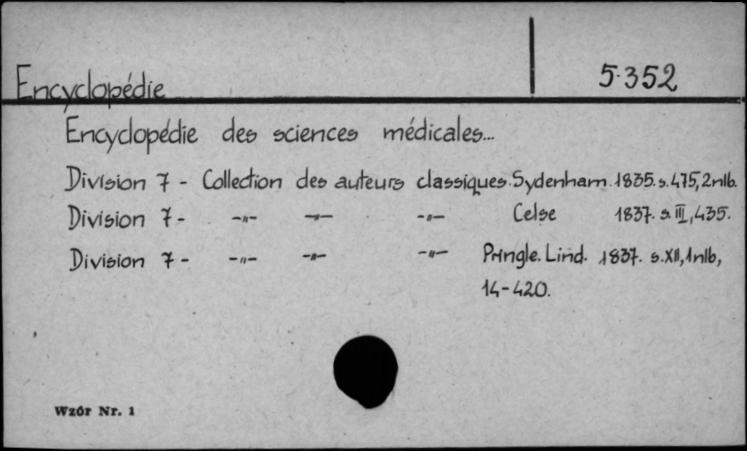 Encyclopédie 5.352
Encyclopédie des sciences médicales...
Division 7 - Collection des auteurs classiques. Sydenham. 1835. s. 475, 2nlb.
Division 7 - -〃- -〃- -〃- Celse 1837. s. III, 435.
Division 7 - -〃- -〃- -〃- Pringle. Lind. 1837. s. XII, 1nlb,
14-420.
Wzór Nr. 1